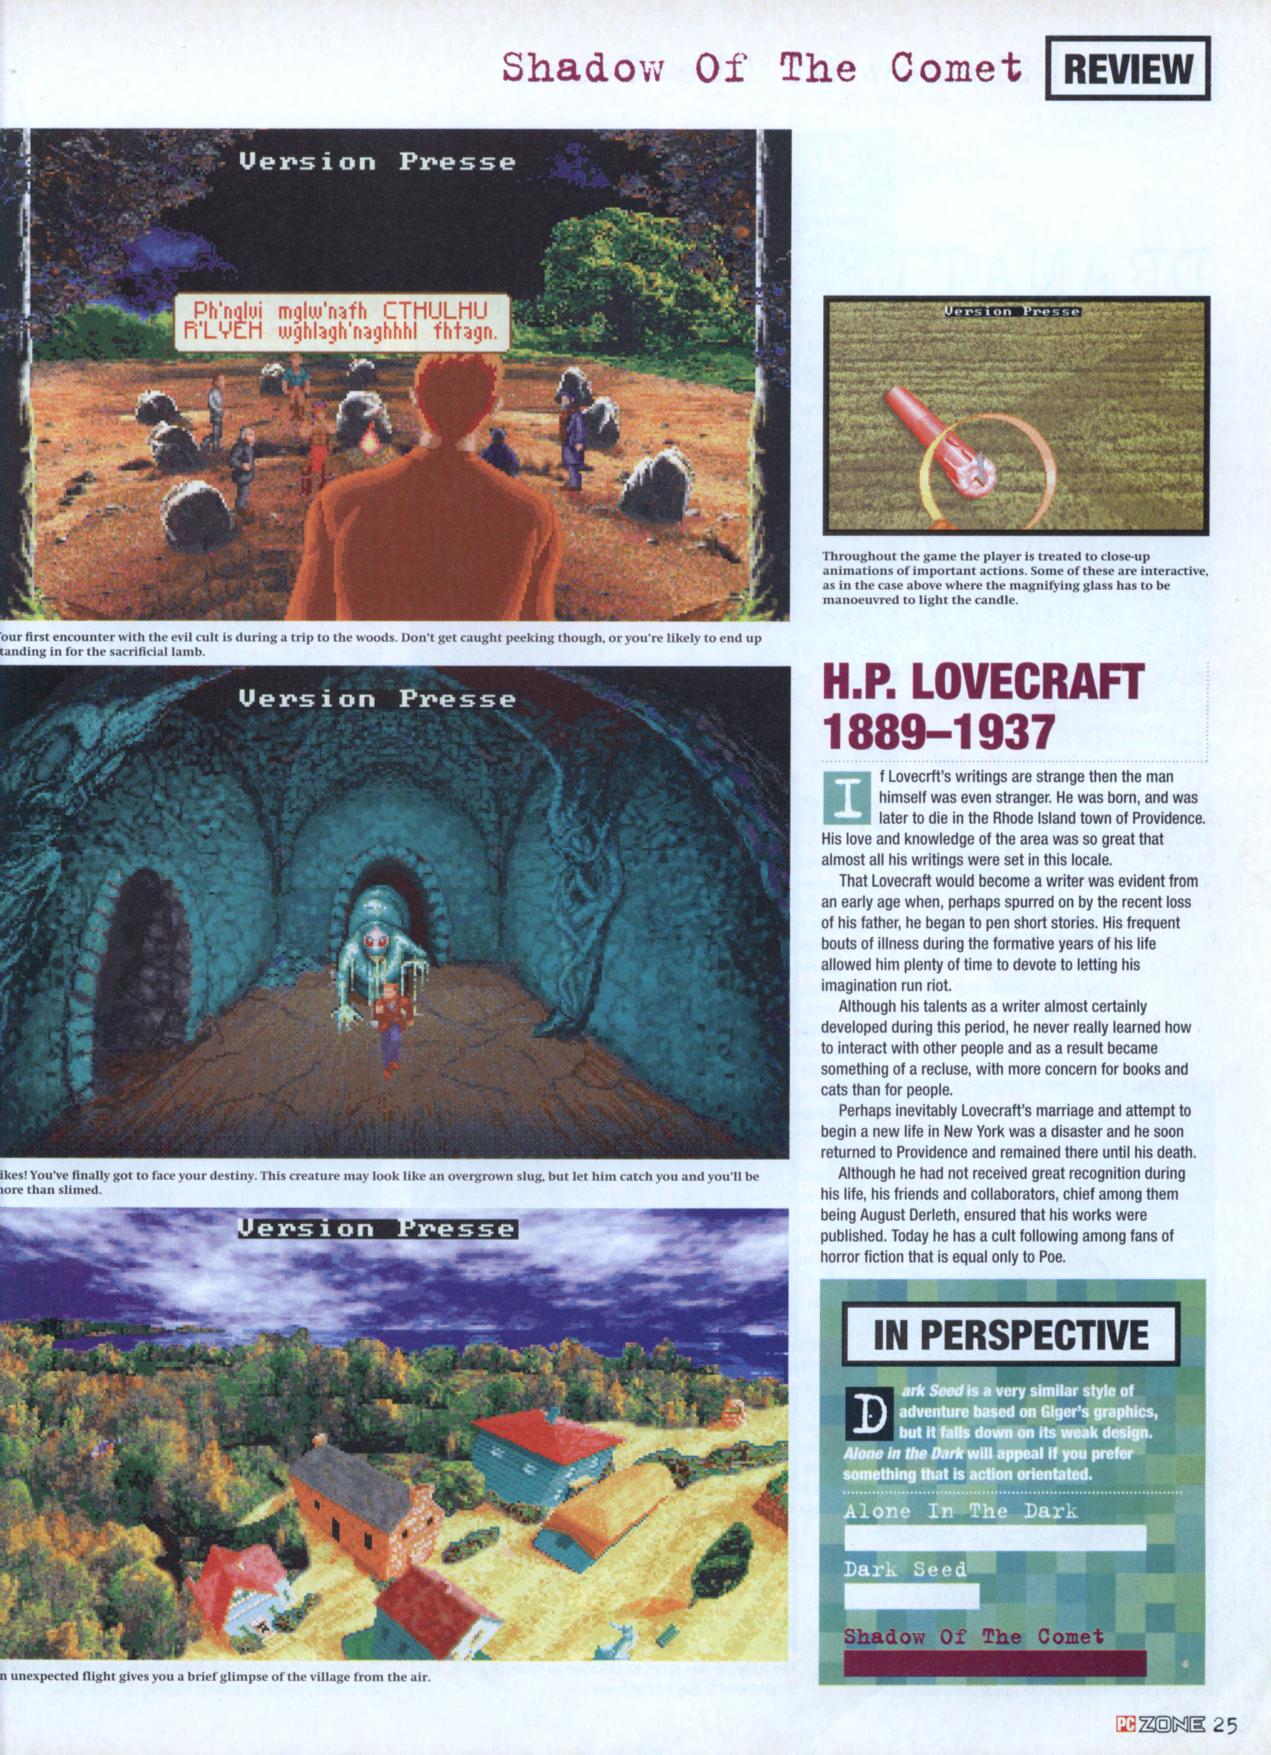 Shadow Of The Comet REVIEW
Version Presse
Ph'nglvi mglw'nafh CTHULHU
R'LYEH wghlagh'naghhhl fhtagn.
our first encounter with the evil cult is during a trip to the woods. Don't get caught peeking though, or you're likely to end up
tanding in for the sacrificial lamb.
Version Presse
ikes! You've finally got to face your destiny. This creature may look like an overgrown slug, but let him catch you and you'll be
ore than slimed.
Version Presse
n unexpected flight gives you a brief glimpse of the village from the air.
Version Presse
Throughout the game the player is treated to close-up
animations of important actions. Some of these are interactive,
as in the case above where the magnifying glass has to be
manoeuvred to light the candle.
H.P. LOVECRAFT
1889–1937
If Lovecrft's writings are strange then the man
himself was even stranger. He was born, and was
later to die in the Rhode Island town of Providence.
His love and knowledge of the area was so great that
almost all his writings were set in this locale.
That Lovecraft would become a writer was evident from
an early age when, perhaps spurred on by the recent loss
of his father, he began to pen short stories. His frequent
bouts of illness during the formative years of his life
allowed him plenty of time to devote to letting his
imagination run riot.
Although his talents as a writer almost certainly
developed during this period, he never really learned how
to interact with other people and as a result became
something of a recluse, with more concern for books and
cats than for people.
Perhaps inevitably Lovecraft's marriage and attempt to
begin a new life in New York was a disaster and he soon
returned to Providence and remained there until his death.
Although he had not received great recognition during
his life, his friends and collaborators, chief among them
being August Derleth, ensured that his works were
published. Today he has a cult following among fans of
horror fiction that is equal only to Poe.
IN PERSPECTIVE
Dark Seed is a very similar style of
adventure based on Giger's graphics,
but it falls down on its weak design.
Alone in the Dark will appeal if you prefer
something that is action orientated.
Alone In The Dark
Dark Seed
Shadow Of The Comet
PC ZONE 25